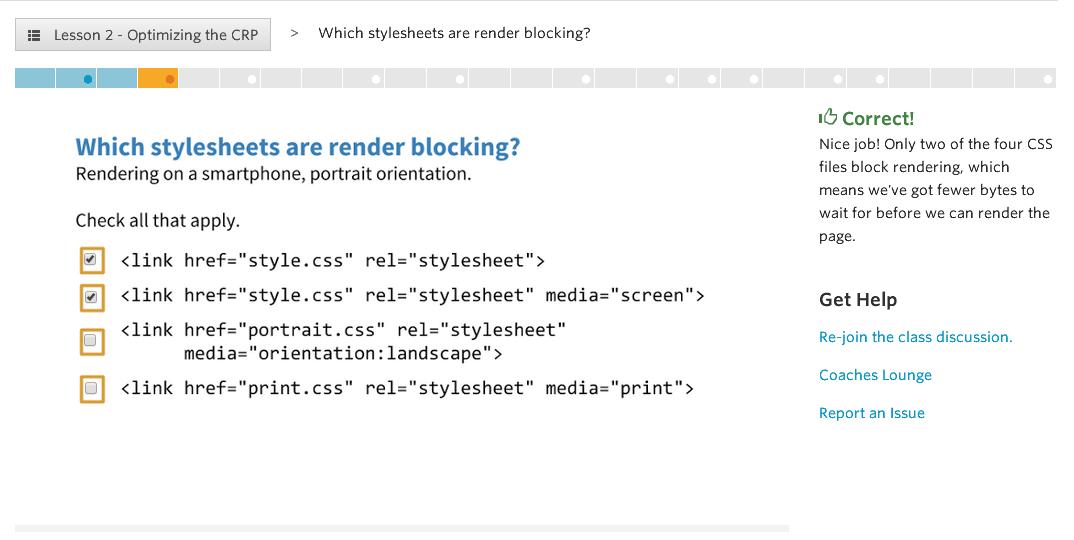 Lesson 2 - Optimizing the CRP > Which stylesheets are render blocking?
Which stylesheets are render blocking?
Rendering on a smartphone, portrait orientation.
Check all that apply.
<link href="style.css" rel="stylesheet">
<link href="style.css" rel="stylesheet" media="screen">
<link href="portrait.css" rel="stylesheet"
media="orientation:landscape">
<link href="print.css" rel="stylesheet" media="print">
Correct!
Nice job! Only two of the four CSS
files block rendering, which
means we've got fewer bytes to
wait for before we can render the
page.
Get Help
Re-join the class discussion.
Coaches Lounge
Report an Issue